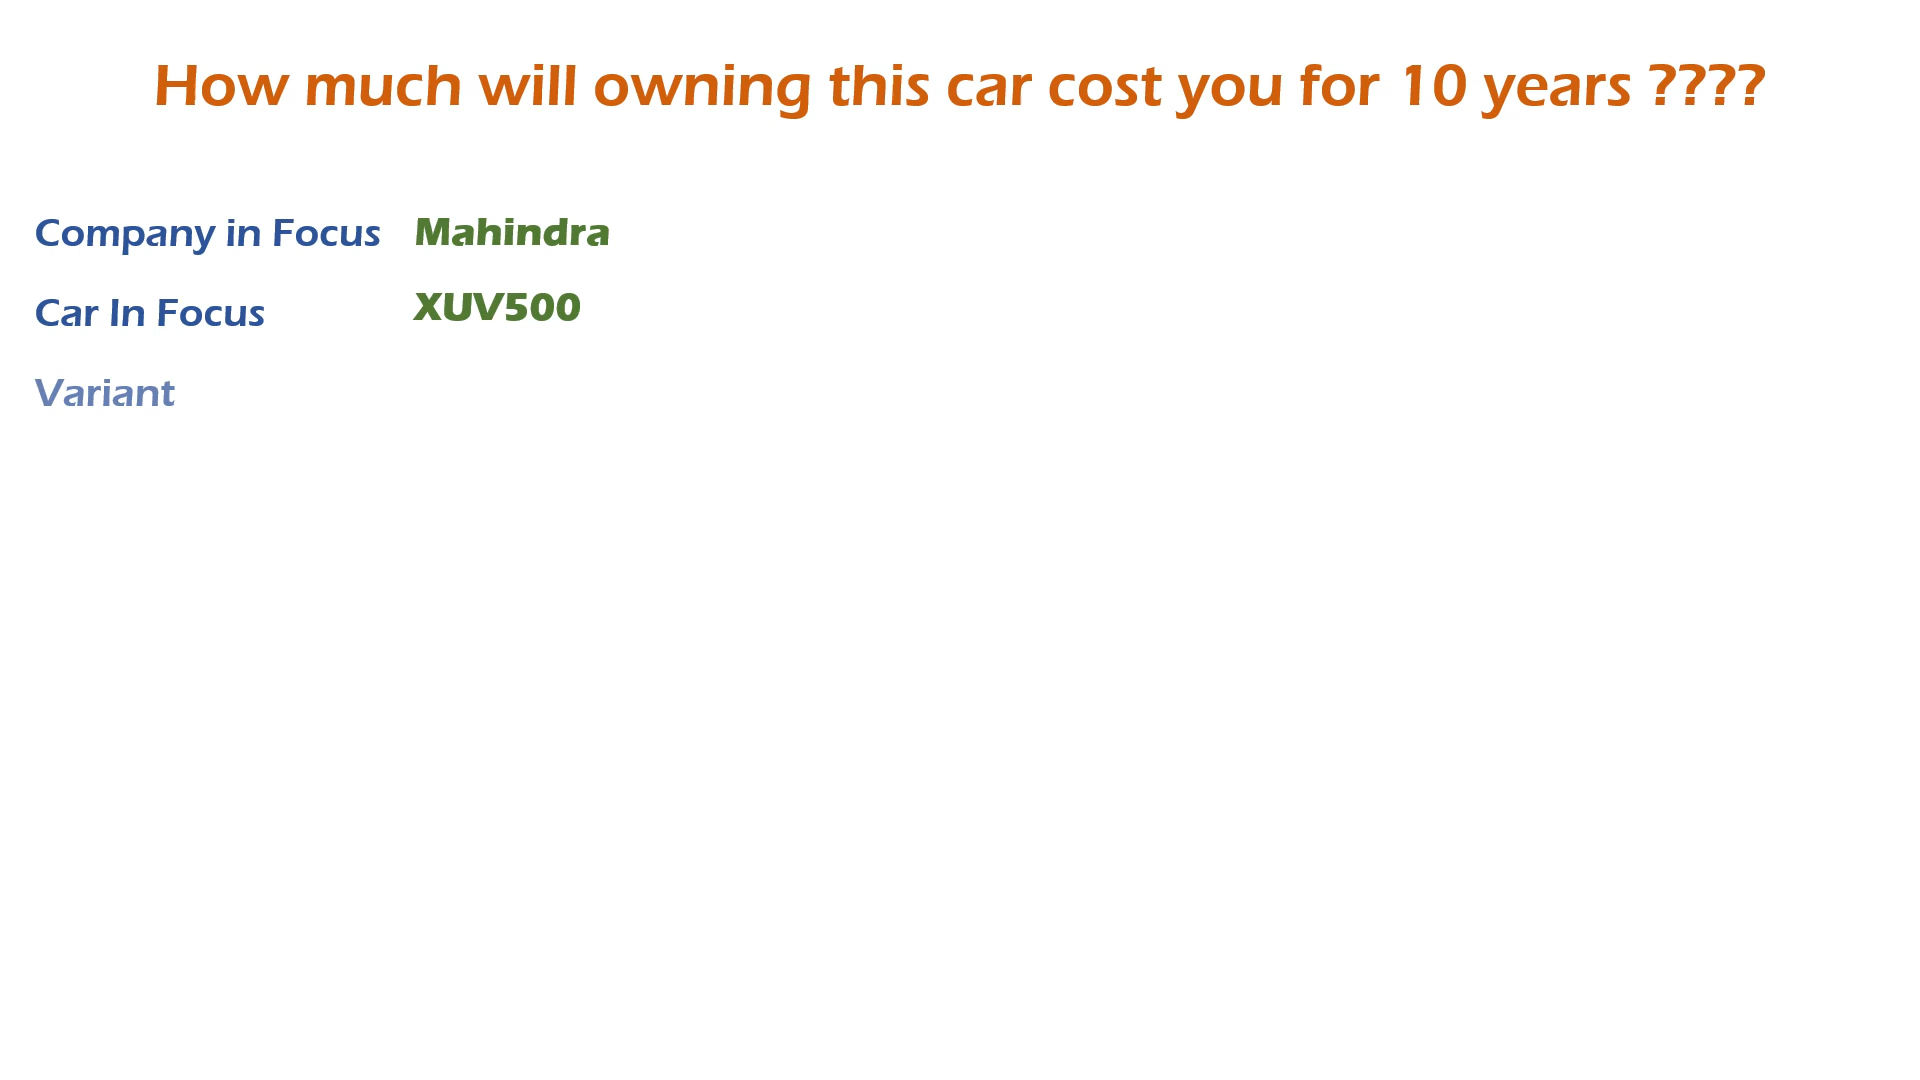 How much will owning this car cost you for 10 years ????
Company in Focus Mahindra
Car In Focus XUV500
Variant